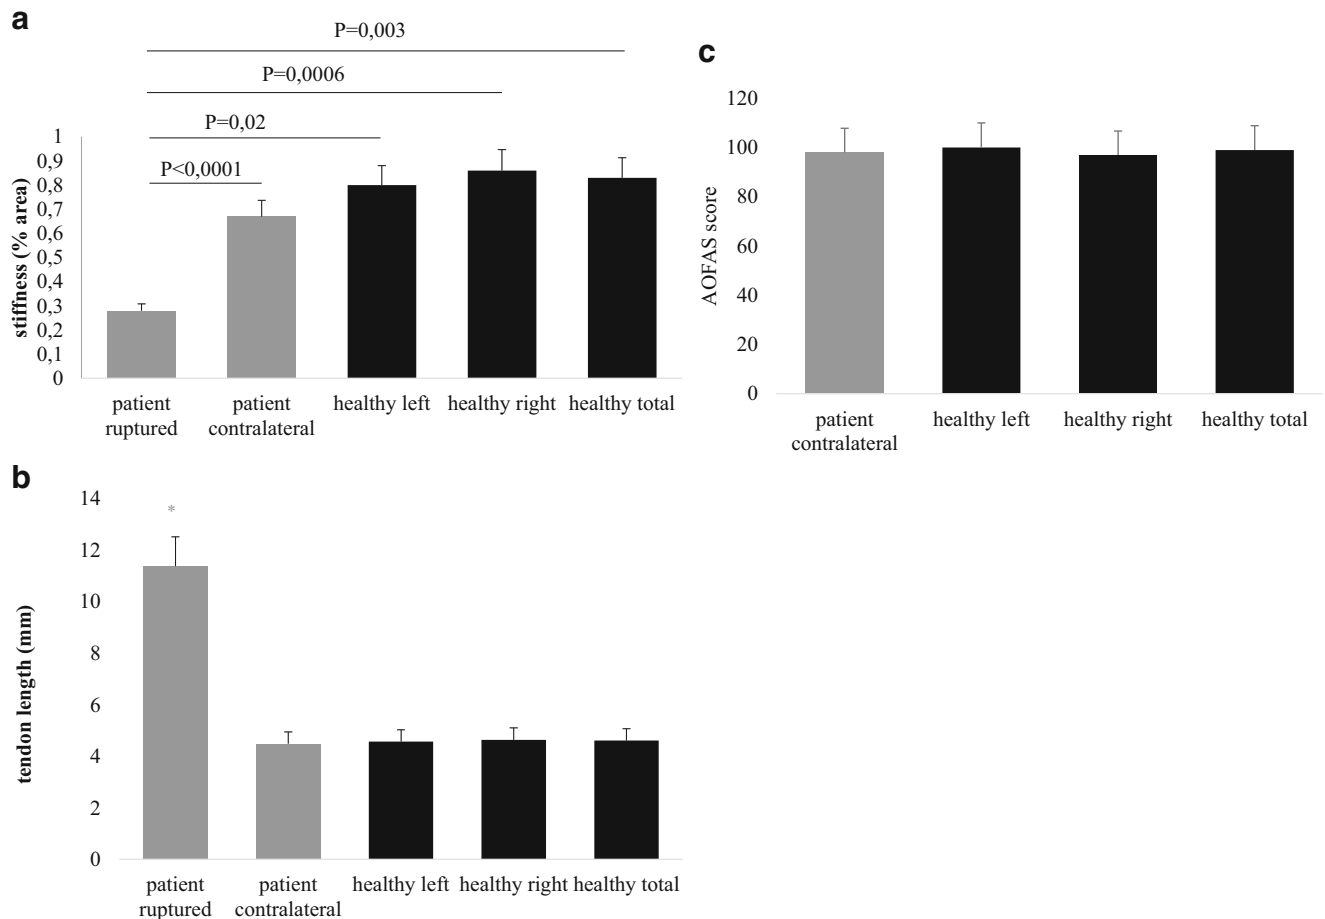 a
P=0,003
P=0,0006
P=0,02
P<0,0001
stiffness (% area)
1
0,9
0,8
0,7
0,6
0,5
0,4
0,3
0,2
0,1
0
patient
ruptured
patient
contralateral
healthy left
healthy right
healthy total
b
tendon length (mm)
14
12
10
8
6
4
2
0
*
patient
ruptured
patient
contralateral
healthy left
healthy right
healthy total
c
AOFAS score
120
100
80
60
40
20
0
patient
contralateral
healthy left
healthy right
healthy total